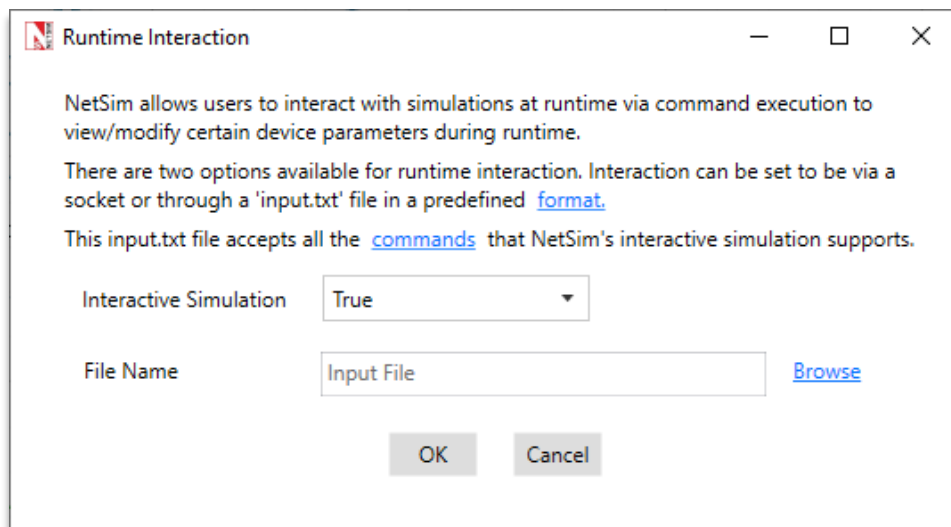 NETSIM
Runtime Interaction
NetSim allows users to interact with simulations at runtime via command execution to
view/modify certain device parameters during runtime.
There are two options available for runtime interaction. Interaction can be set to be via a
socket or through a 'input.txt' file in a predefined format.
This input.txt file accepts all the commands that NetSim's interactive simulation supports.
Interactive Simulation True
File Name Input File Browse
OK Cancel